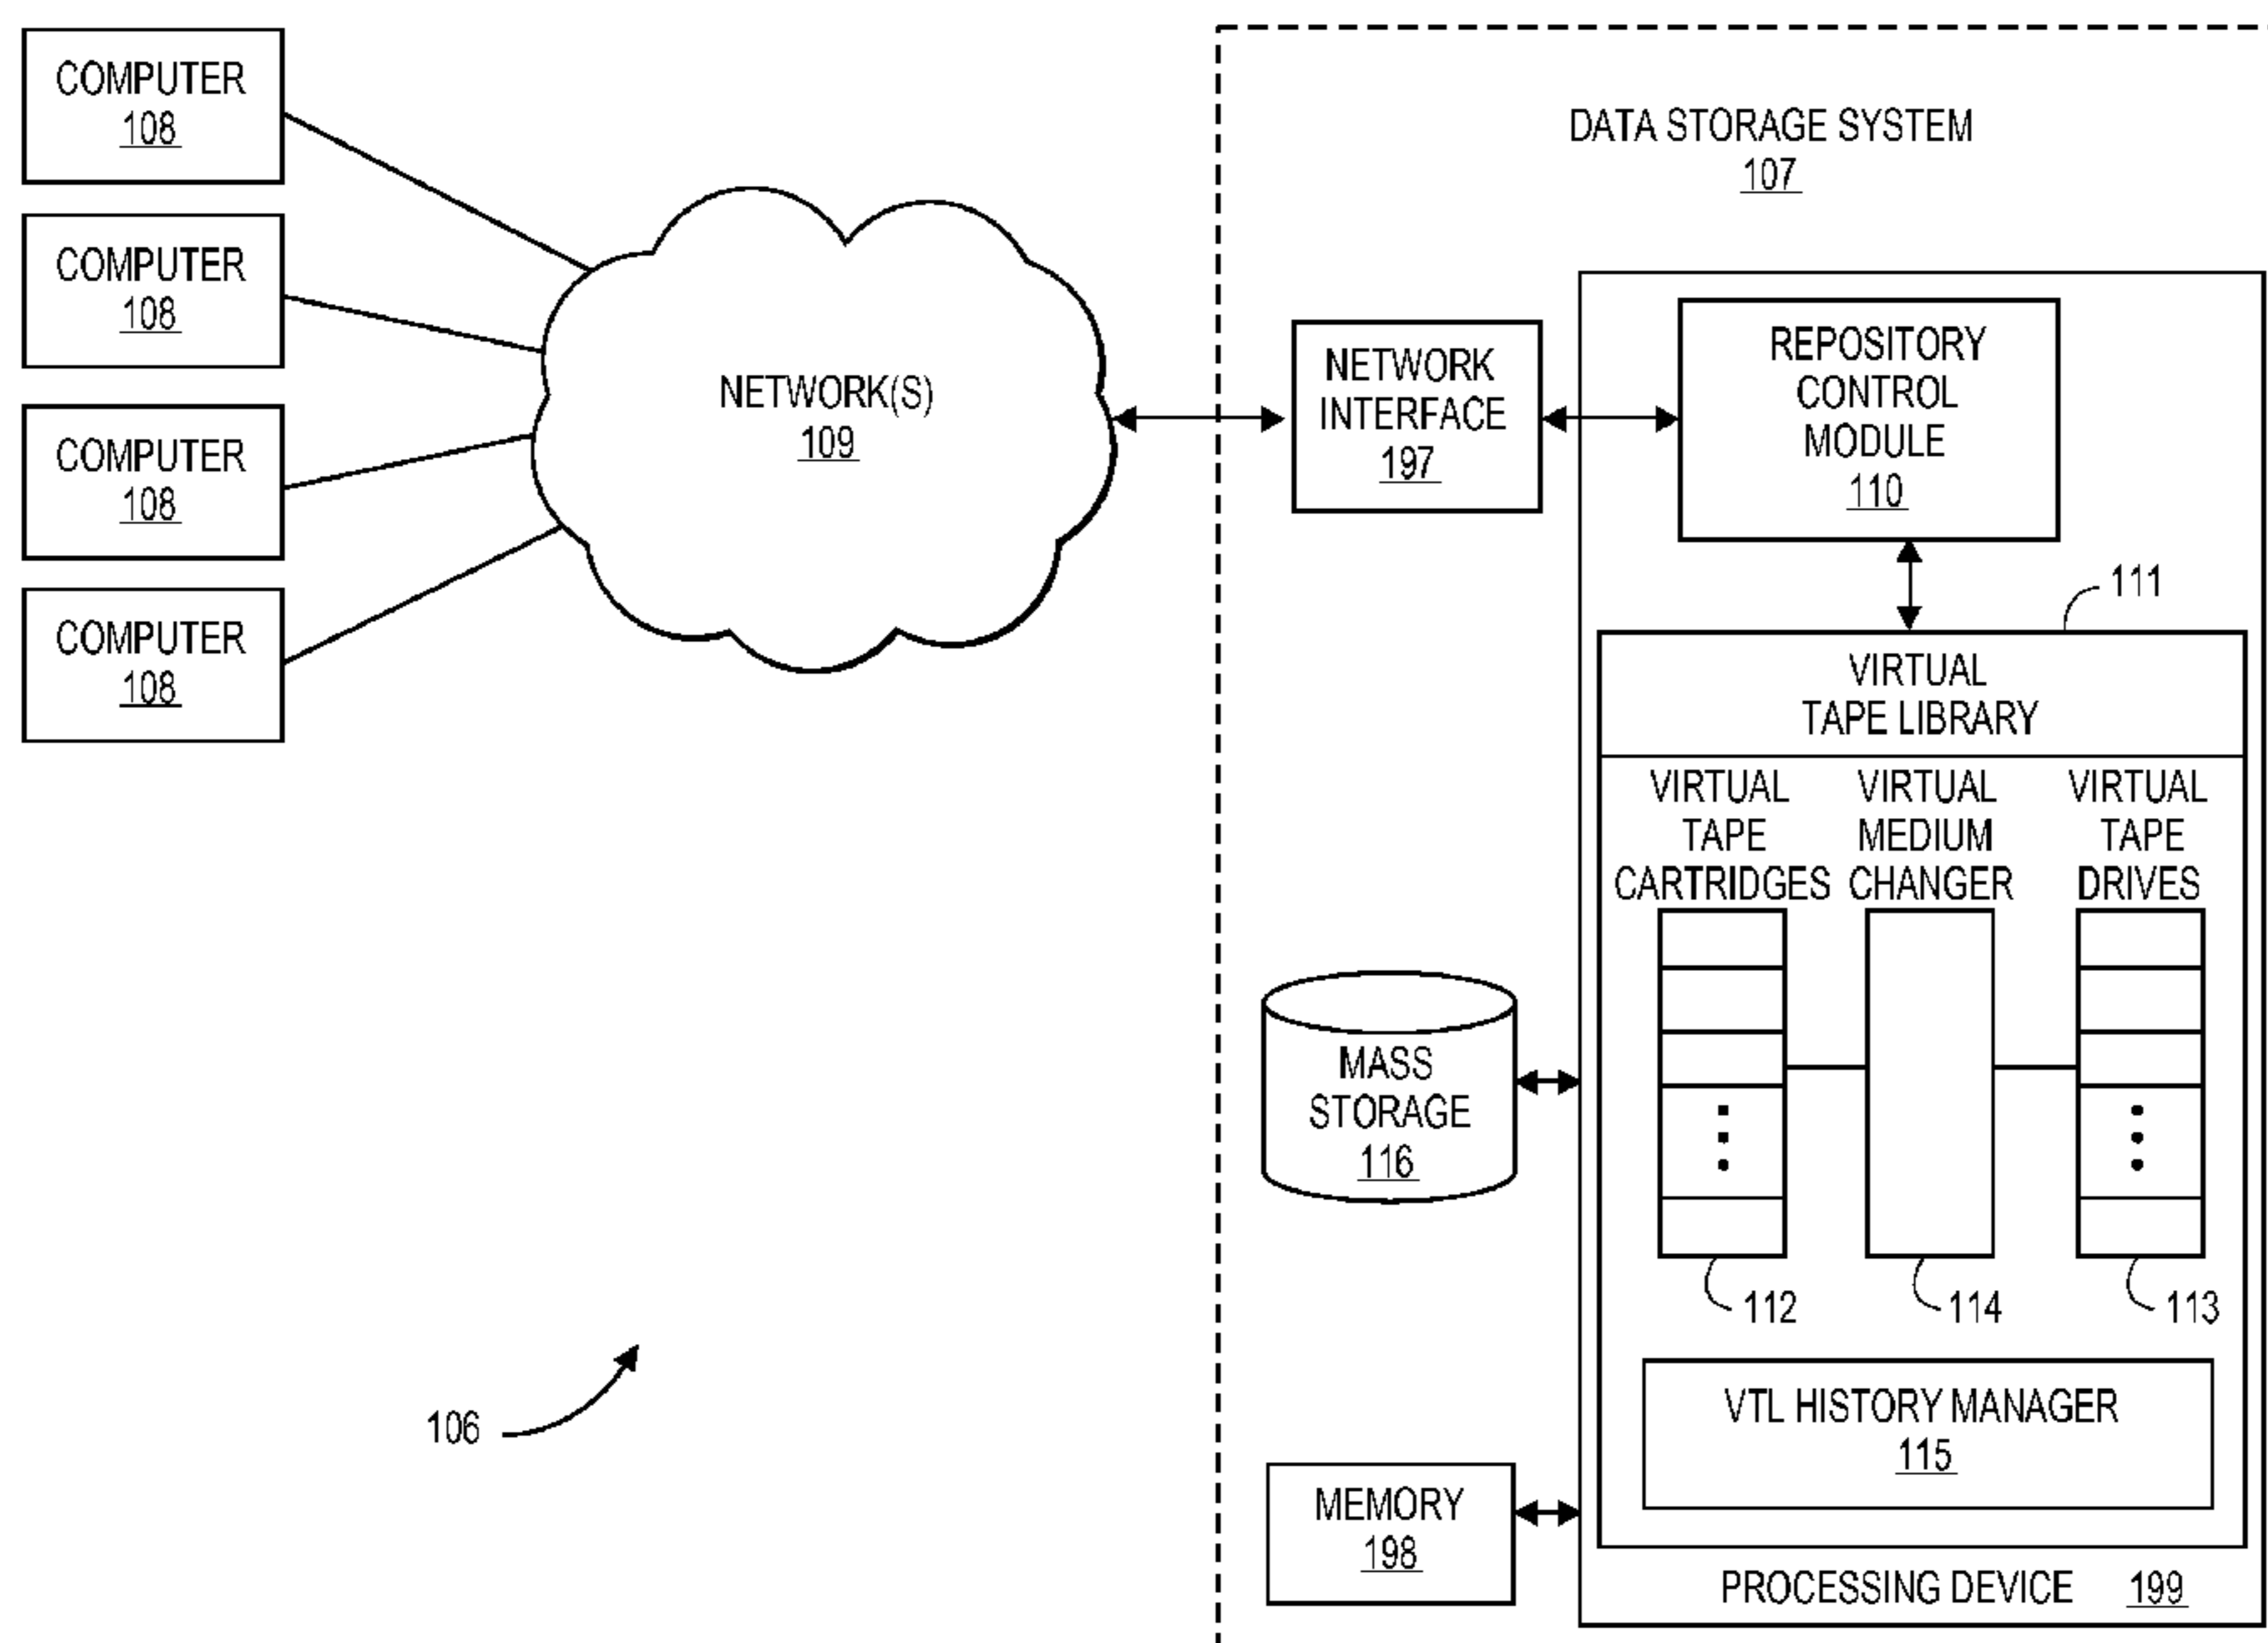 COMPUTER
108
COMPUTER
108
COMPUTER
108
COMPUTER
108
NETWORK(S)
109
106
DATA STORAGE SYSTEM
107
NETWORK
INTERFACE
197
REPOSITORY
CONTROL
MODULE
110
111
VIRTUAL
TAPE LIBRARY
VIRTUAL
TAPE
CARTRIDGES
VIRTUAL
MEDIUM
CHANGER
VIRTUAL
TAPE
DRIVES
112
114
113
MASS
STORAGE
116
VTL HISTORY MANAGER
115
MEMORY
198
PROCESSING DEVICE 199